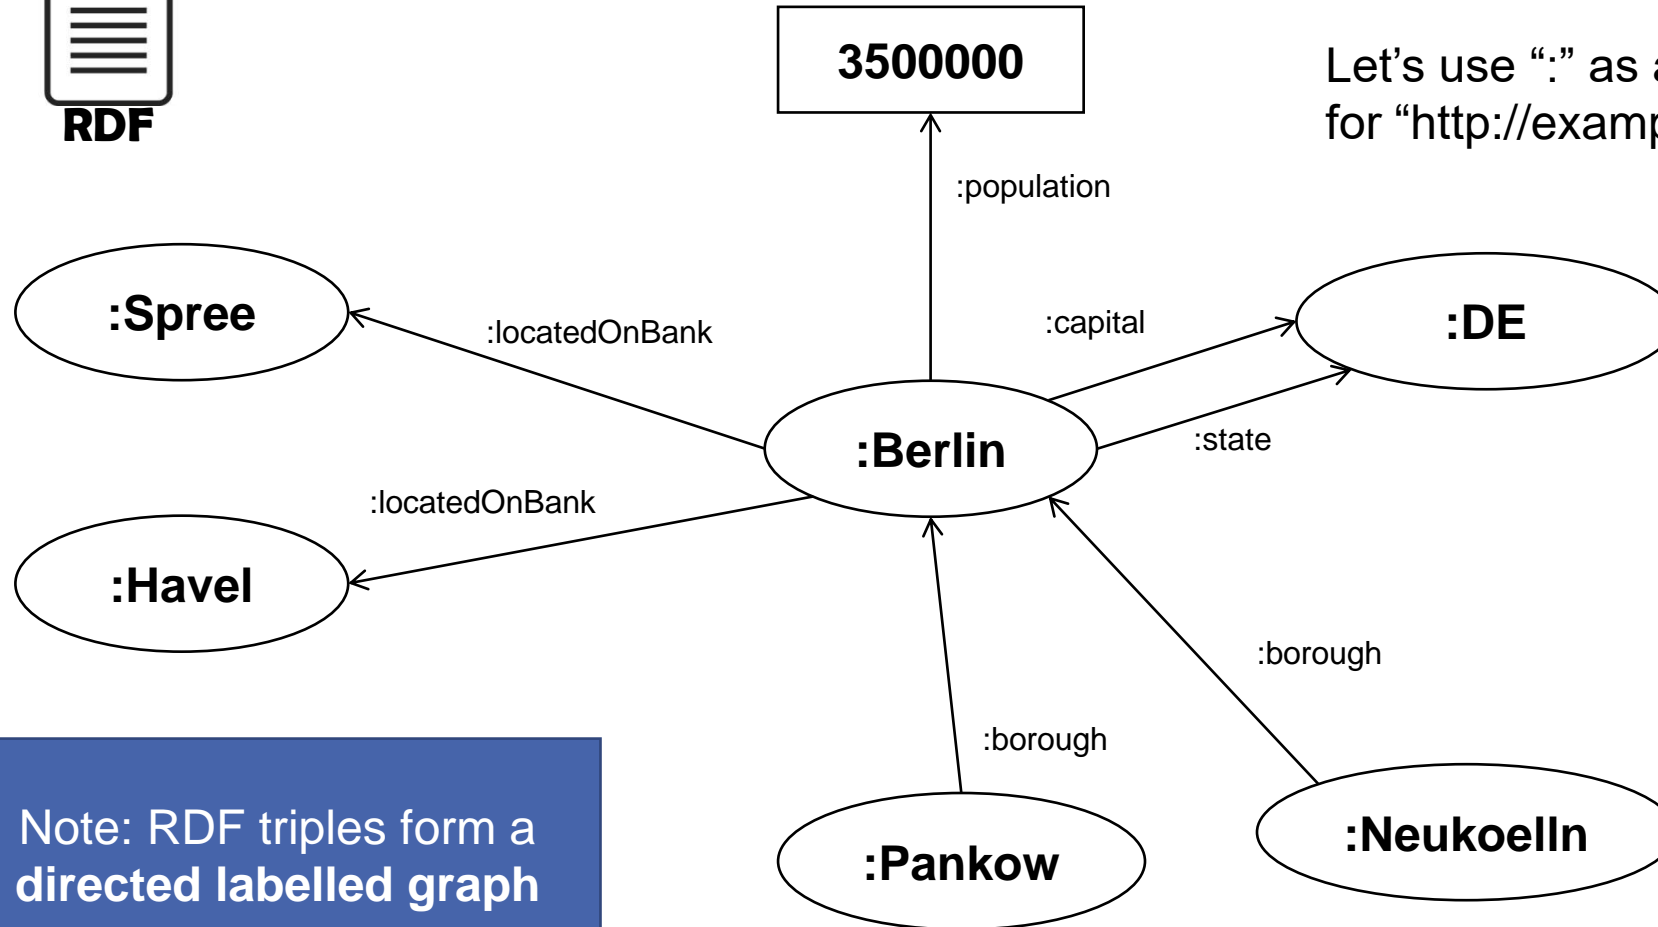 RDF
3500000
Let's use “:” as
for “http://examp
:population
:Spree
:locatedOnBank
:capital
:DE
:Berlin
:state
:locatedOnBank
:Havel
:borough
:borough
Note: RDF triples form a
directed labelled graph
:Pankow
:Neukoelln